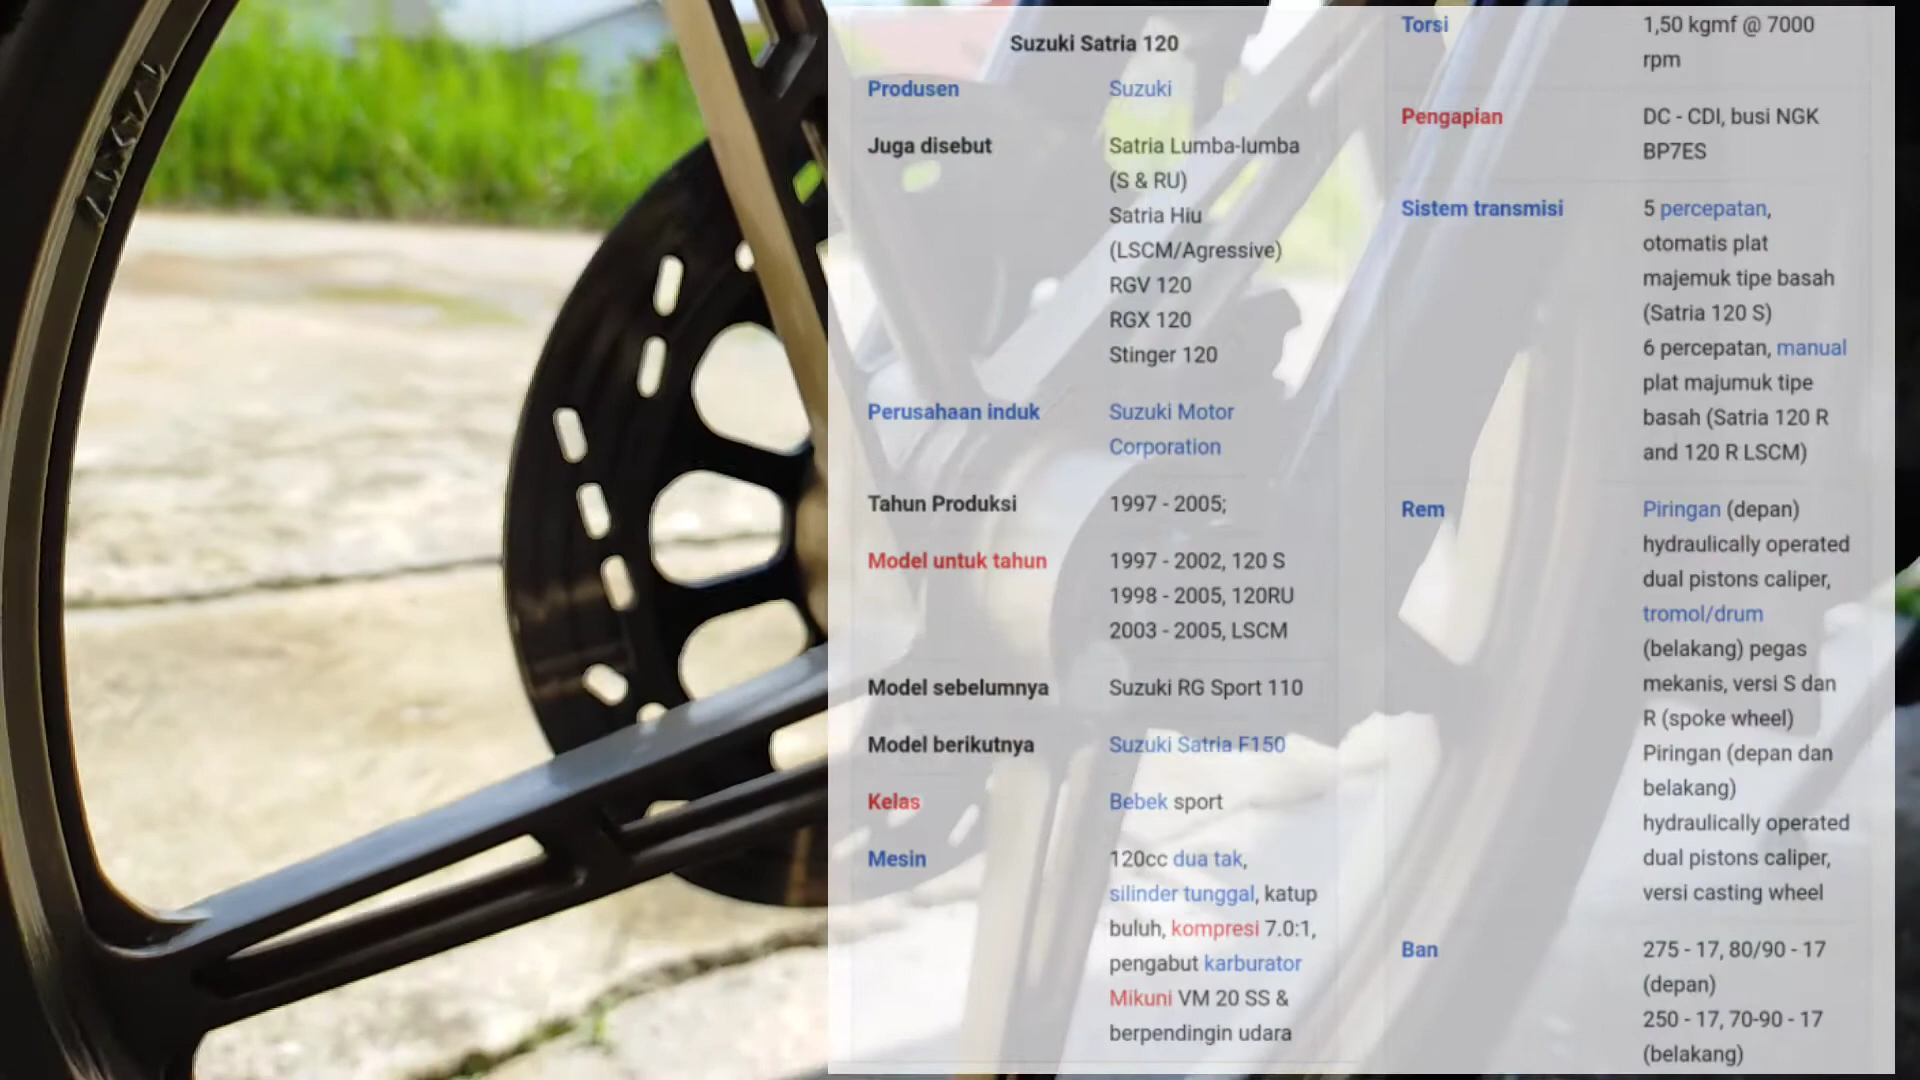 Suzuki Satria 120
Produsen Suzuki
Juga disebut Satria Lumba-lumba
(S & RU)
Satria Hiu
(LSCM/Agressive)
RGV 120
RGX 120
Stinger 120
Perusahaan induk Suzuki Motor
Corporation
Tahun Produksi 1997 - 2005;
Model untuk tahun 1997 - 2002, 120 S
1998 - 2005, 120RU
2003 - 2005, LSCM
Model sebelumnya Suzuki RG Sport 110
Model berikutnya Suzuki Satria F150
Kelas Bebek sport
Mesin 120cc dua tak,
silinder tunggal, katup
buluh, kompresi 7.0:1,
pengabut karburator
Mikuni VM 20 SS &
berpendingin udara
Torsi 1,50 kgmf @ 7000
rpm
Pengapian DC - CDI, busi NGK
BP7ES
Sistem transmisi 5 percepatan,
otomatis plat
majemuk tipe basah
(Satria 120 S)
6 percepatan, manual
plat majumuk tipe
basah (Satria 120 R
and 120 R LSCM)
Rem Piringan (depan)
hydraulically operated
dual pistons caliper,
tromol/drum
(belakang) pegas
mekanis, versi S dan
R (spoke wheel)
Piringan (depan dan
belakang)
hydraulically operated
dual pistons caliper,
versi casting wheel
Ban 275 - 17, 80/90 - 17
(depan)
250 - 17, 70-90 - 17
(belakang)